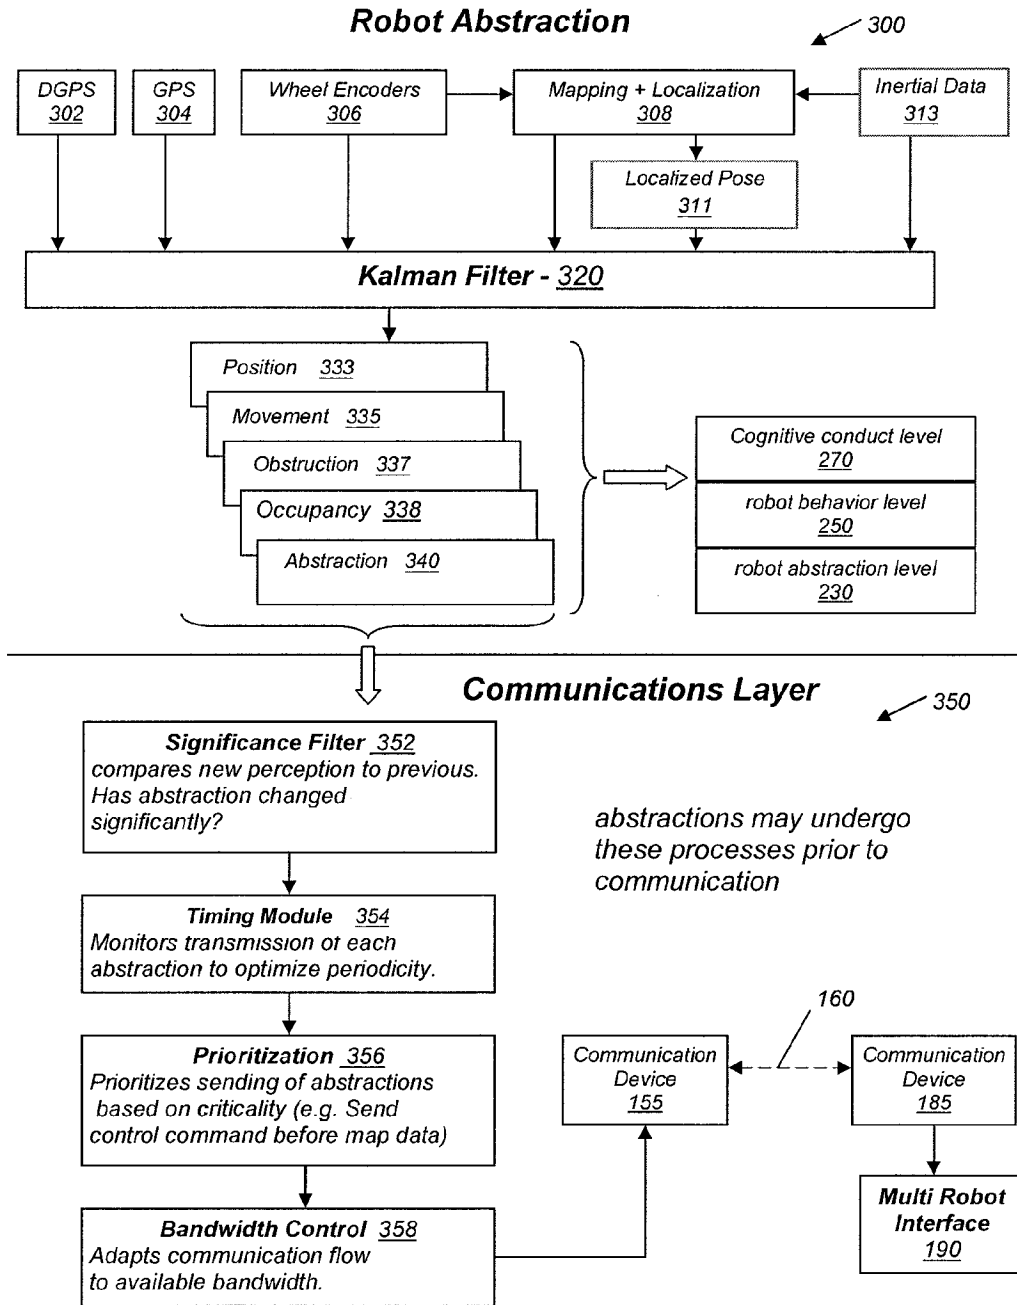 Robot Abstraction
300
DGPS
302
GPS
304
Wheel Encoders
306
Mapping + Localization
308
Inertial Data
313
Localized Pose
311
Kalman Filter - 320
Position 333
Movement 335
Obstruction 337
Occupancy 338
Abstraction 340
Cognitive conduct level
270
robot behavior level
250
robot abstraction level
230
Communications Layer
350
Significance Filter 352
compares new perception to previous.
Has abstraction changed
significantly?
abstractions may undergo
these processes prior to
communication
Timing Module 354
Monitors transmission of each
abstraction to optimize periodicity.
Prioritization 356
Prioritizes sending of abstractions
based on criticality (e.g. Send
control command before map data)
160
Communication
Device
155
Communication
Device
185
Bandwidth Control 358
Adapts communication flow
to available bandwidth.
Multi Robot
Interface
190